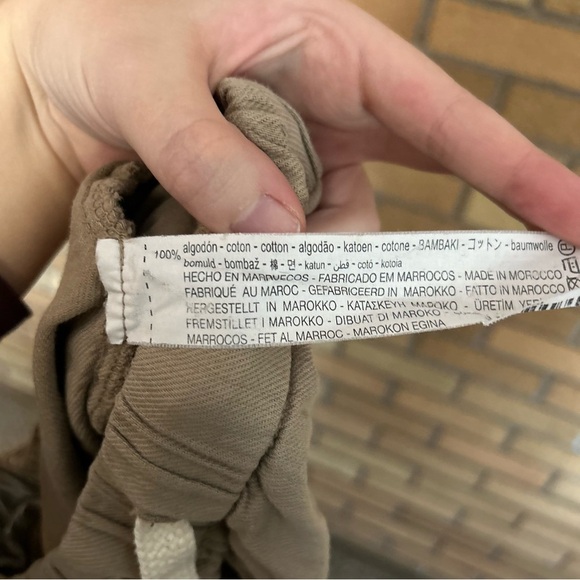 100% algodón - coton - cotton - algodão - katoen - cotone - ΒΑΜΒΑΚΙ - コットン - baumwolle
bomuld - bombaž - 棉 - 면 - katun - قطن - cotó - kotoia
HECHO EN MARRUECOS - FABRICADO EM MARROCOS - MADE IN MOROCCO
FABRIQUÉ AU MAROC - GEFABRICEERD IN MAROKKO - FATTO IN MAROCCO
HERGESTELLT IN MAROKKO - ΚΑΤΑΣΚΕΥΗ ΜΑΡΟΚΟ - ÜRETİM YERİ
FREMSTILLET I MAROKKO - DIBUAT DI MAROKO
MARROCOS - FET AL MARROC - MAROKON EGINA